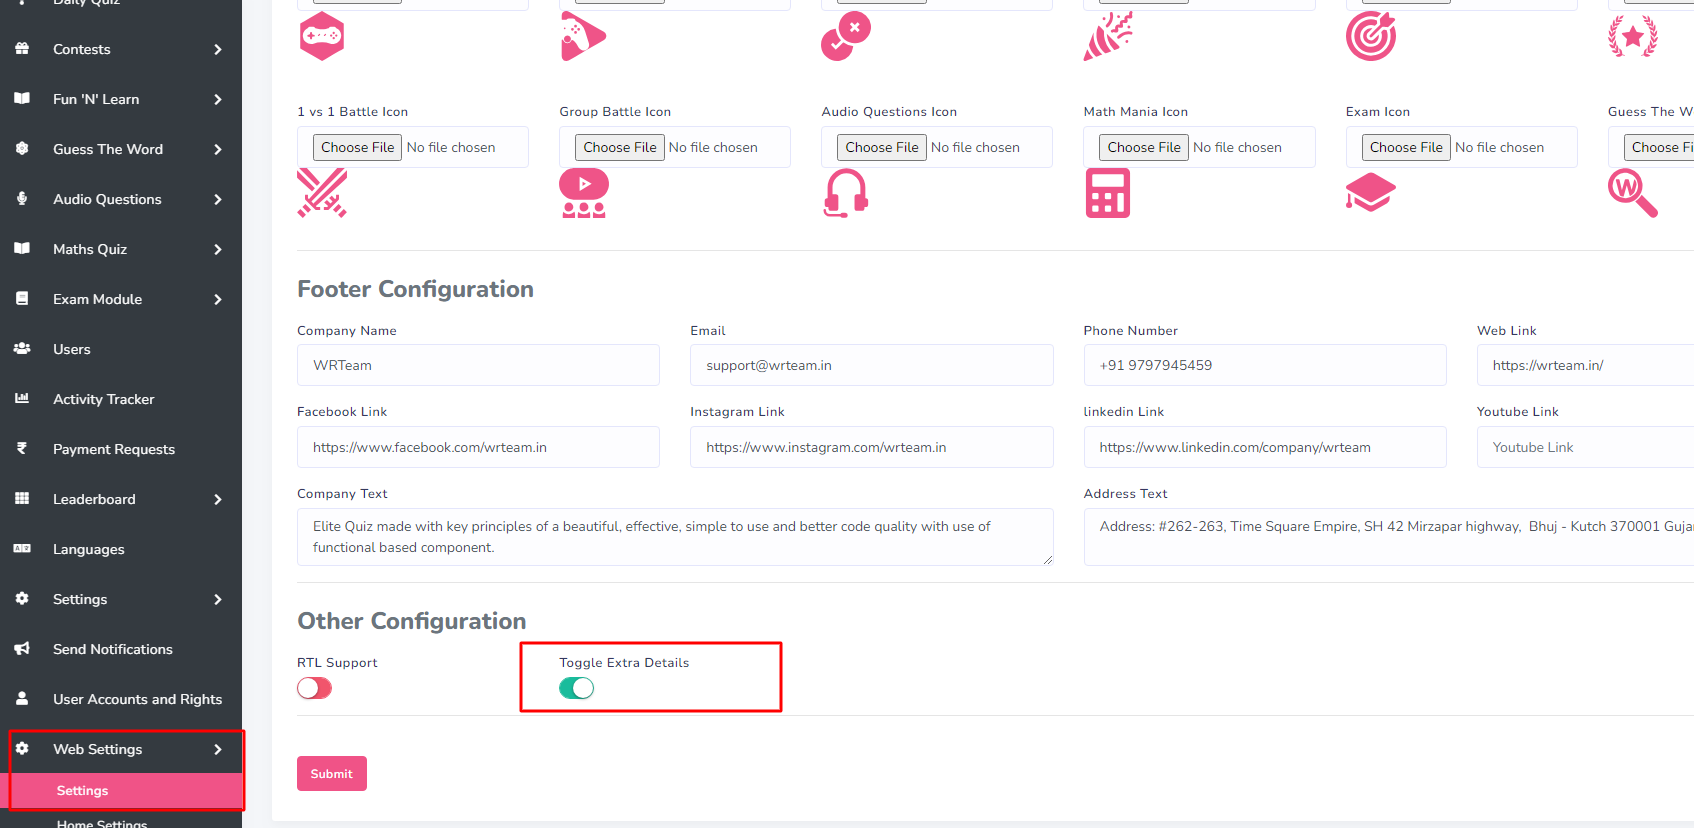 Daily Quiz
Contests
Fun 'N' Learn
Guess The Word
Audio Questions
Maths Quiz
Exam Module
Users
Activity Tracker
Payment Requests
Leaderboard
Languages
Settings
Send Notifications
User Accounts and Rights
Web Settings
Settings
Home Settings
1 vs 1 Battle Icon
Group Battle Icon
Audio Questions Icon
Math Mania Icon
Exam Icon
Guess The W
Choose File No file chosen
Choose File No file chosen
Choose File No file chosen
Choose File No file chosen
Choose File No file chosen
Choose Fi
W
Footer Configuration
Company Name
Email
Phone Number
Web Link
WRTeam
support@wrteam.in
+91 9797945459
https://wrteam.in/
Facebook Link
Instagram Link
linkedin Link
Youtube Link
https://www.facebook.com/wrteam.in
https://www.instagram.com/wrteam.in
https://www.linkedin.com/company/wrteam
Youtube Link
Company Text
Address Text
Elite Quiz made with key principles of a beautiful, effective, simple to use and better code quality with use of
functional based component.
Address: #262-263, Time Square Empire, SH 42 Mirzapar highway, Bhuj - Kutch 370001 Gujar
Other Configuration
RTL Support
Toggle Extra Details
Submit